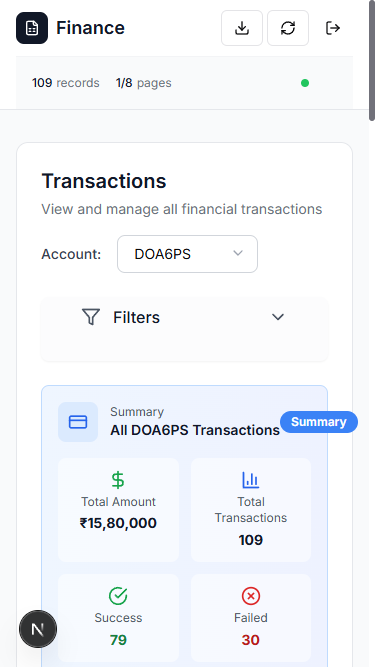 Finance
109 records 1/8 pages
Transactions
View and manage all financial transactions
Account: DOA6PS
Filters
Summary
All DOA6PS Transactions
Summary
Total Amount
₹15,80,000
Total
Transactions
109
Success
79
Failed
30
N